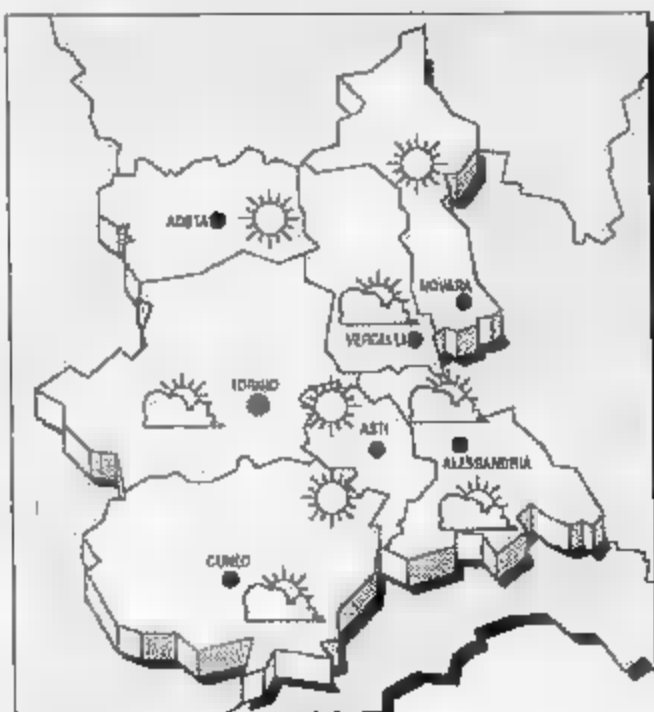 AOSTA
NOVARA
VERCELLI
TORINO
ASTI
ALESSANDRIA
CUNEO